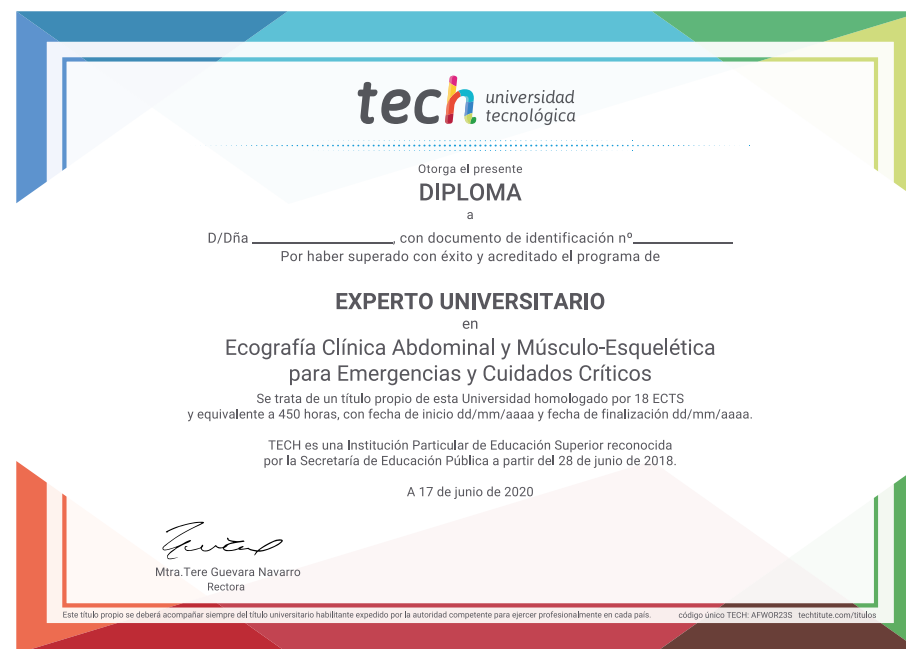 tech universidad
tecnológica
Otorga el presente
DIPLOMA
a
D/Dña ____________________, con documento de identificación nº______________
Por haber superado con éxito y acreditado el programa de
EXPERTO UNIVERSITARIO
en
Ecografía Clínica Abdominal y Músculo-Esquelética
para Emergencias y Cuidados Críticos
Se trata de un título propio de esta Universidad homologado por 18 ECTS
y equivalente a 450 horas, con fecha de inicio dd/mm/aaaa y fecha de finalización dd/mm/aaaa.
TECH es una Institución Particular de Educación Superior reconocida
por la Secretaría de Educación Pública a partir del 28 de junio de 2018.
A 17 de junio de 2020
Mtra.Tere Guevara Navarro
Rectora
Este título propio se deberá acompañar siempre del título universitario habilitante expedido por la autoridad competente para ejercer profesionalmente en cada país. código único TECH: AFWOR23S techtitute.com/titulos